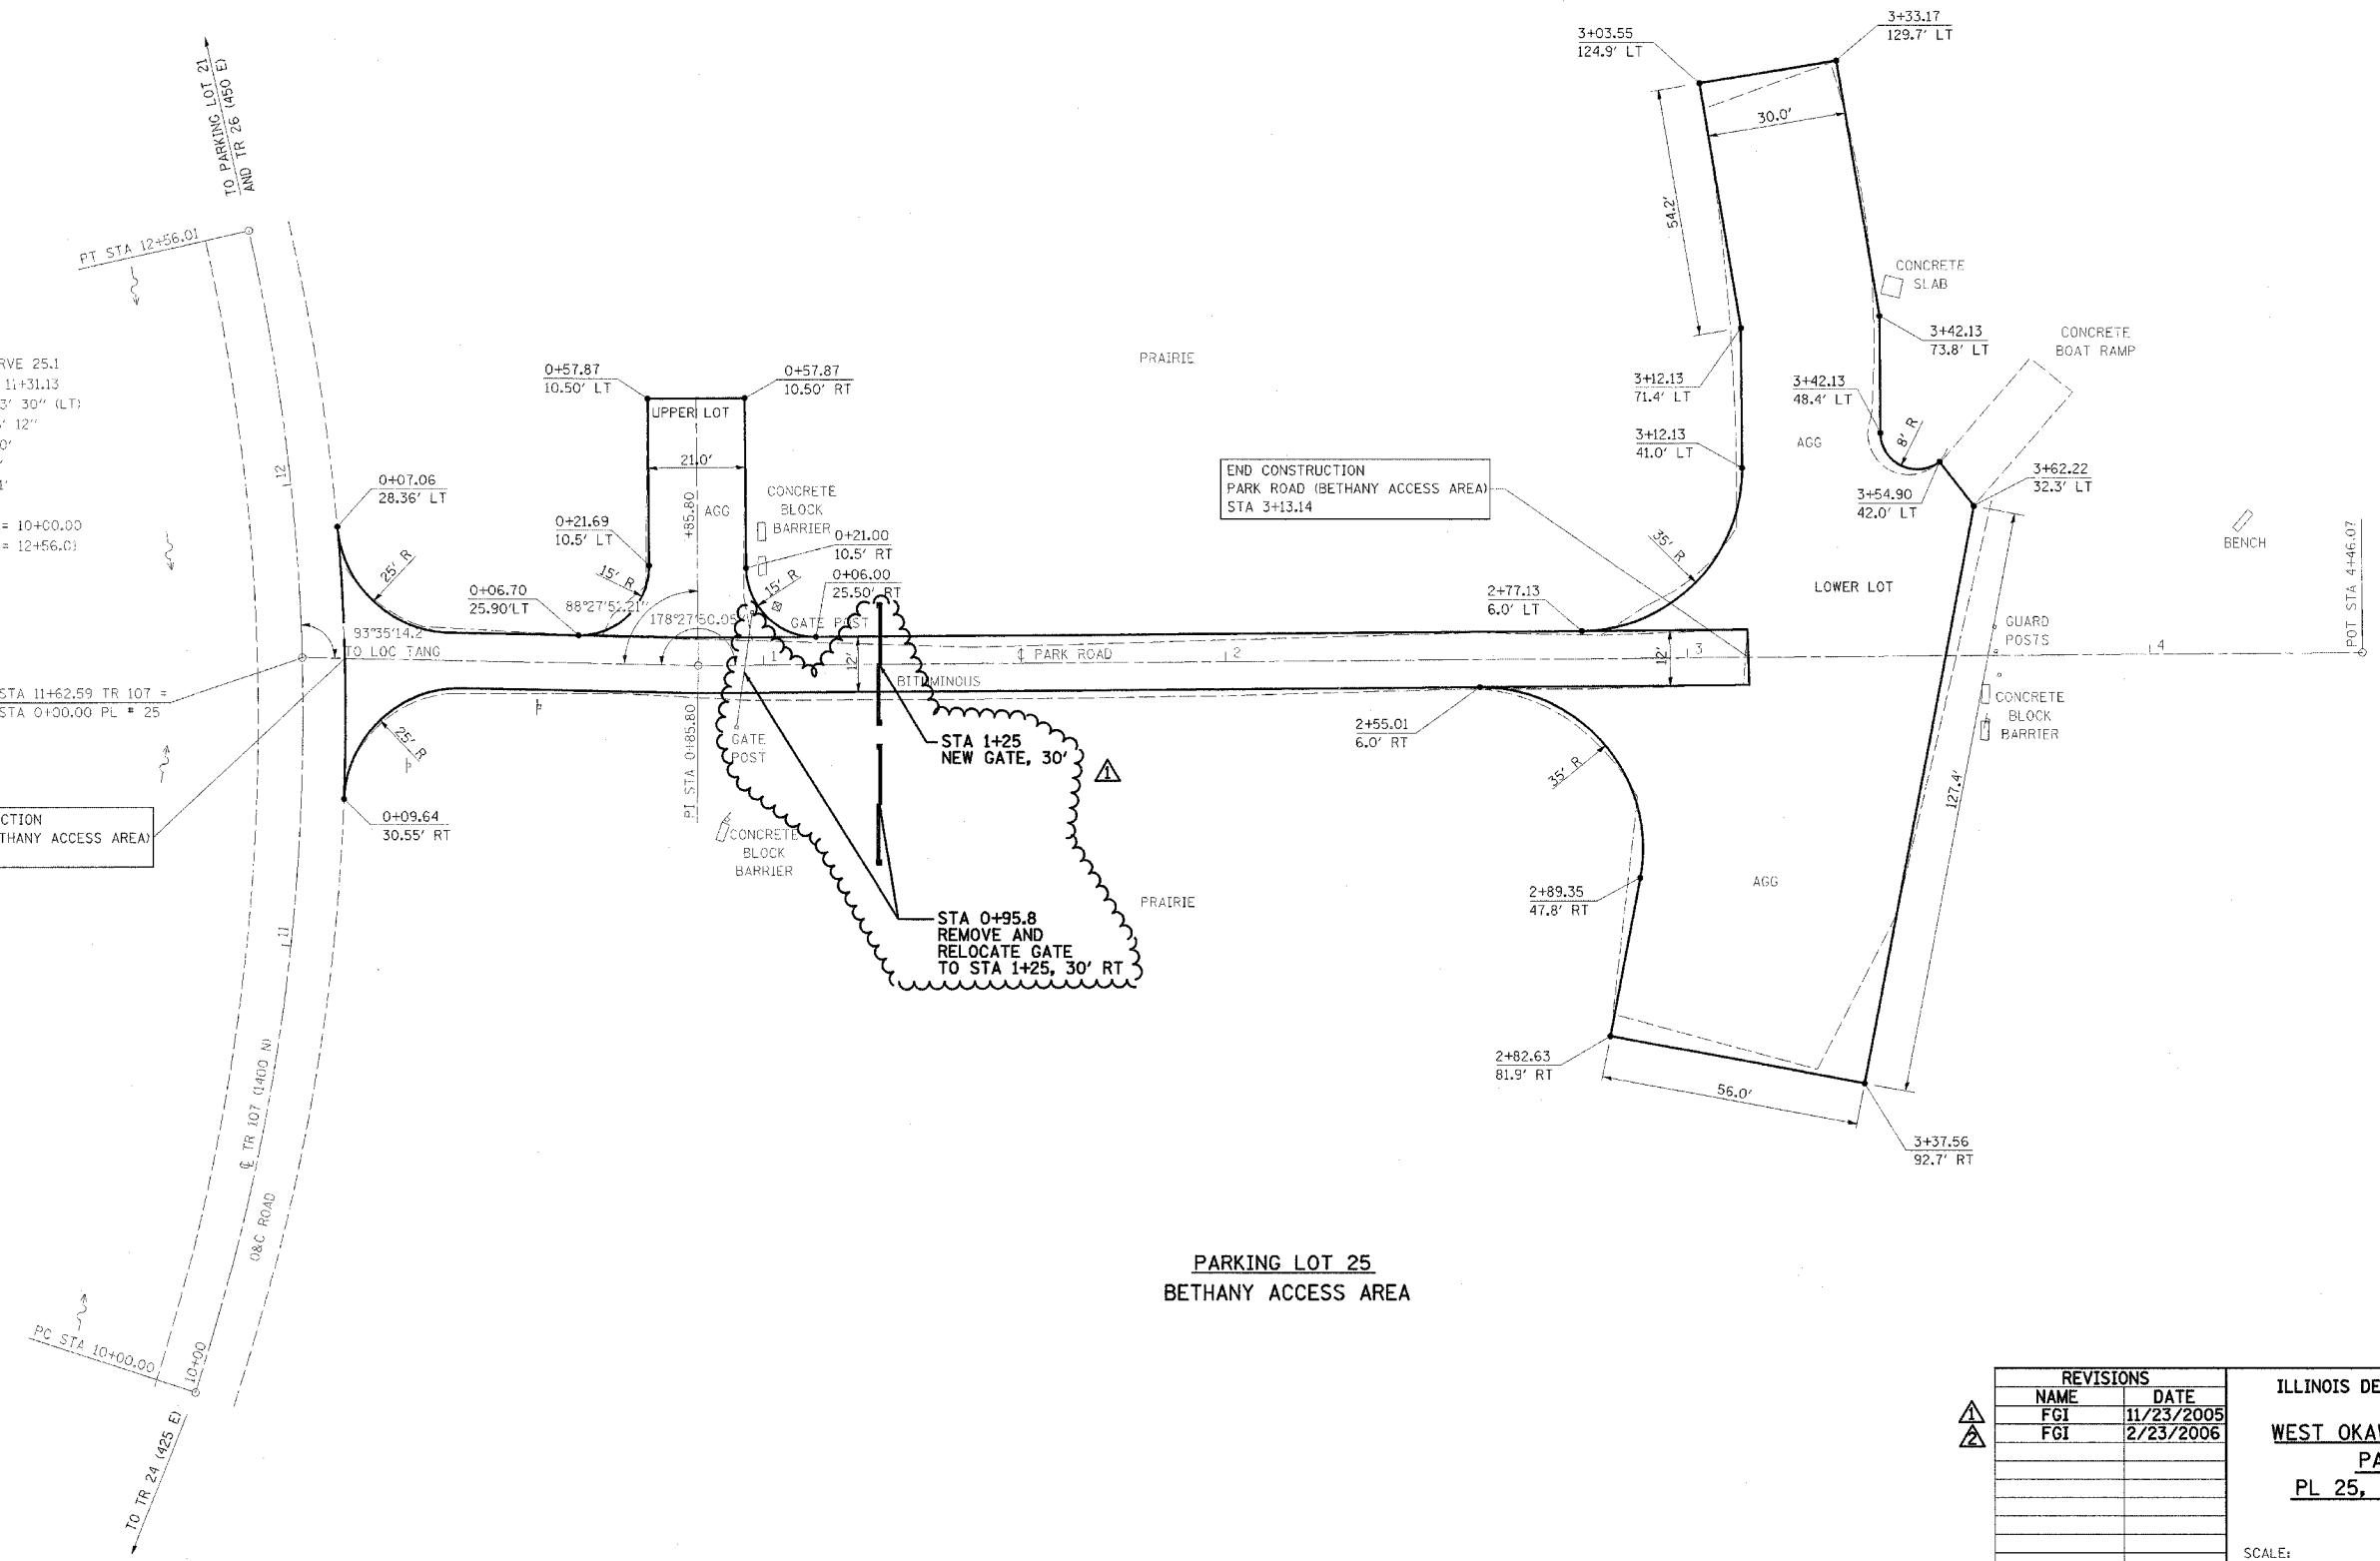 3+03.55
124.9' LT
3+33.17
129.7' LT
TO PARKING LOT 21
AND TR 26 (450 E)
30.0'
54.2'
PT STA 12+56.01
CONCRETE
SLAB
3+42.13
73.8' LT
CONCRETE
BOAT RAMP
PRAIRIE
RVE 25.1
11+31.13
3' 30" (LT)
12"
= 10+00.00
= 12+56.01
0+57.87
10.50' LT
0+57.87
10.50' RT
UPPER LOT
21.0'
3+12.13
71.4' LT
3+42.13
48.4' LT
3+12.13
41.0' LT
AGG
8' R
12
0+07.06
28.36' LT
+85.80
AGG
CONCRETE
BLOCK
BARRIER
0+21.69
10.5' LT
0+21.00
10.5' RT
END CONSTRUCTION
PARK ROAD (BETHANY ACCESS AREA)
STA 3+13.14
3+54.90
42.0' LT
3+62.22
32.3' LT
BENCH
POT STA 4+46.07
25' R
15' R
15' R
0+06.70
25.90'LT
0+06.00
25.50' RT
35' R
2+77.13
6.0' LT
LOWER LOT
88°27'52.21"
178°27'50.05"
GATE POST
GUARD
POSTS
93°35'14.2"
TO LOC TANG
1
12'
℄ PARK ROAD
2
12'
3
4
BITUMINOUS
STA 11+62.59 TR 107 =
STA 0+00.00 PL # 25
25' R
PI STA 0+85.80
GATE
POST
STA 1+25
NEW GATE, 30'
1
2+55.01
6.0' RT
35' R
CONCRETE
BLOCK
BARRIER
127.4'
CTION
THANY ACCESS AREA)
0+09.64
30.55' RT
CONCRETE
BLOCK
BARRIER
2+89.35
47.8' RT
AGG
PRAIRIE
STA 0+95.8
REMOVE AND
RELOCATE GATE
TO STA 1+25, 30' RT
11
℄ TR 107 (1400 N)
O&C ROAD
2+82.63
81.9' RT
56.0'
3+37.56
92.7' RT
PARKING LOT 25
BETHANY ACCESS AREA
PC STA 10+00.00
10+00
TO TR 24 (425 E)
REVISIONS
NAME DATE
1 FGI 11/23/2005
2 FGI 2/23/2006
ILLINOIS DE
WEST OKAW
PA
PL 25,
SCALE: